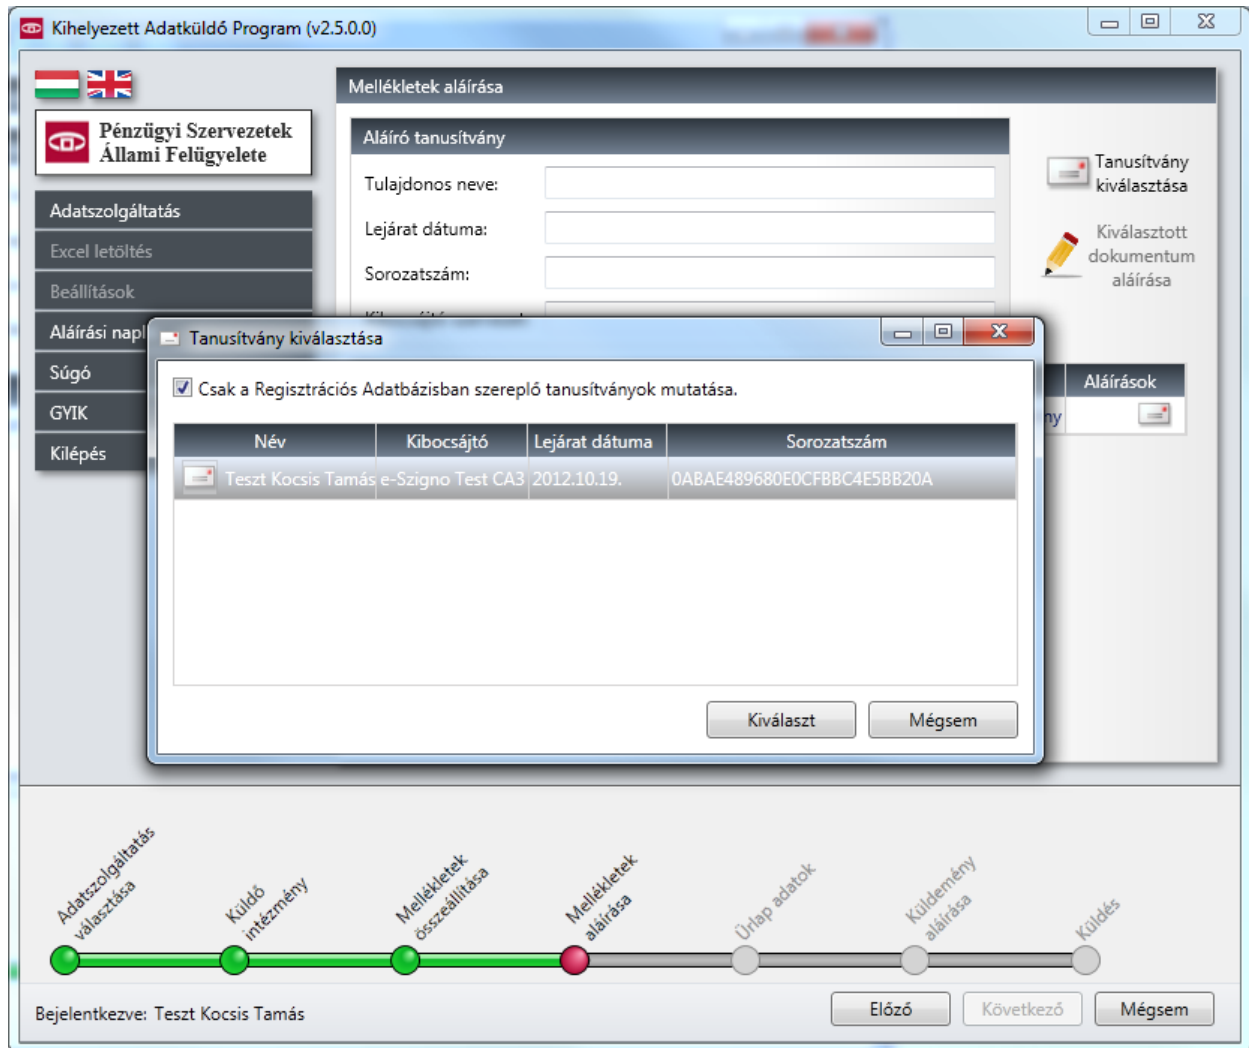 Kihelyezett Adatküldő Program (v2.5.0.0)
Pénzügyi Szervezetek
Állami Felügyelete
Adatszolgáltatás
Excel letöltés
Beállítások
Aláírási napl
Súgó
GYIK
Kilépés
Mellékletek aláírása
Aláíró tanusítvány
Tulajdonos neve:
Lejárat dátuma:
Sorozatszám:
Tanusítvány
kiválasztása
Kiválasztott
dokumentum
aláírása
Aláírások
ny
Tanusítvány kiválasztása
Csak a Regisztrációs Adatbázisban szereplő tanusítványok mutatása.
Név Kibocsájtó Lejárat dátuma Sorozatszám
Teszt Kocsis Tamás e-Szigno Test CA3 2012.10.19. 0ABAE489680E0CFBBC4E5BB20A
Kiválaszt Mégsem
Adatszolgáltatás
választása
Küldő
intézmény
Mellékletek
összeállítása
Mellékletek
aláírása
Űrlap adatok
Küldemény
aláírása
Küldés
Bejelentkezve: Teszt Kocsis Tamás
Előző Következő Mégsem